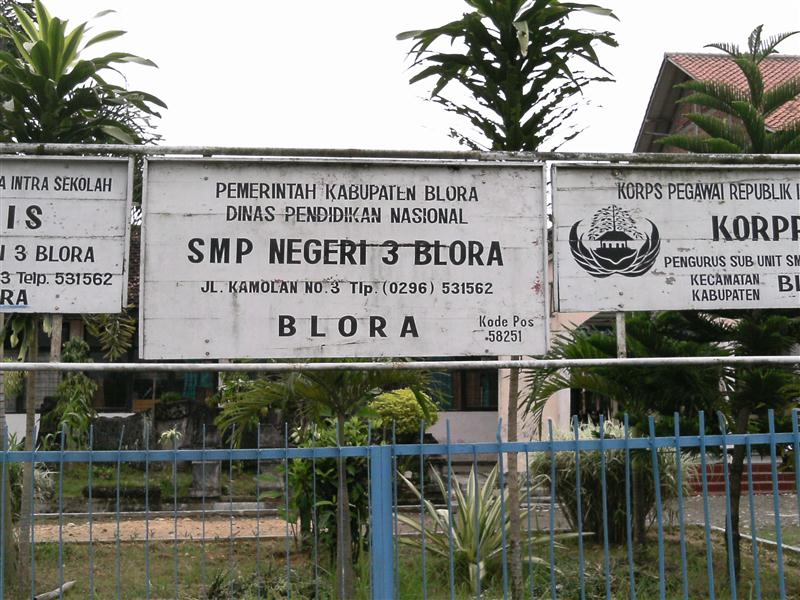 A INTRA SEKOLAH
IS
I 3 BLORA
3 Telp. 531562
RA
PEMERINTAH KABUPATEN BLORA
DINAS PENDIDIKAN NASIONAL
SMP NEGERI 3 BLORA
JL. KAMOLAN NO. 3 Tlp. (0296) 531562
BLORA
Kode Pos
58251
KORPS PEGAWAI REPUBLIK I
KORPR
PENGURUS SUB UNIT SM
KECAMATAN
KABUPATEN
BL